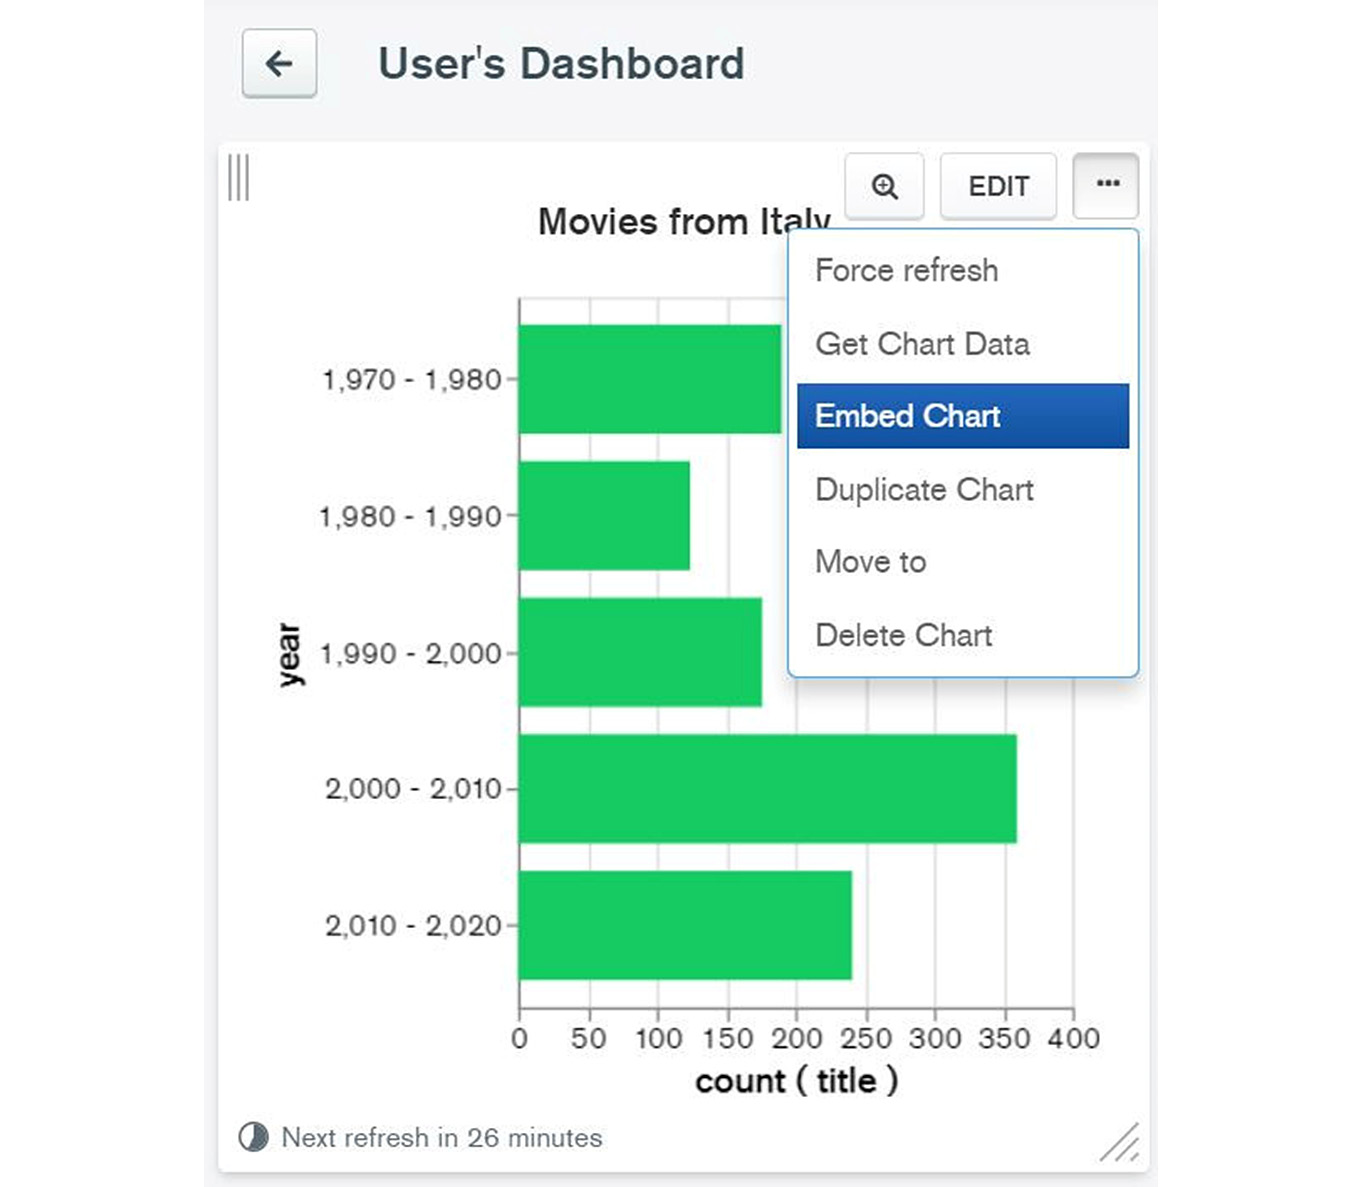 User's Dashboard
EDIT
...
Movies from Italy
Force refresh
Get Chart Data
Embed Chart
Duplicate Chart
Move to
Delete Chart
year
1,970 - 1,980
1,980 - 1,990
1,990 - 2,000
2,000 - 2,010
2,010 - 2,020
0 50 100 150 200 250 300 350 400
count ( title )
Next refresh in 26 minutes